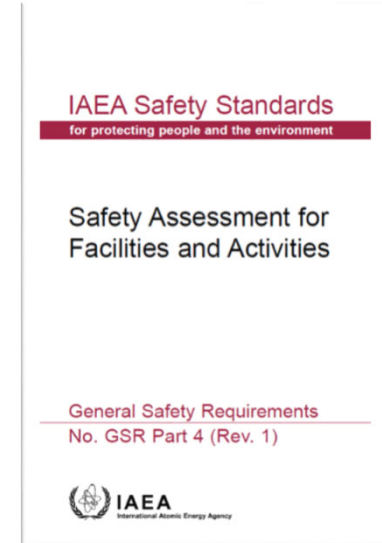 IAEA Safety Standards
for protecting people and the environment
Safety Assessment for
Facilities and Activities
General Safety Requirements
No. GSR Part 4 (Rev. 1)
IAEA
International Atomic Energy Agency